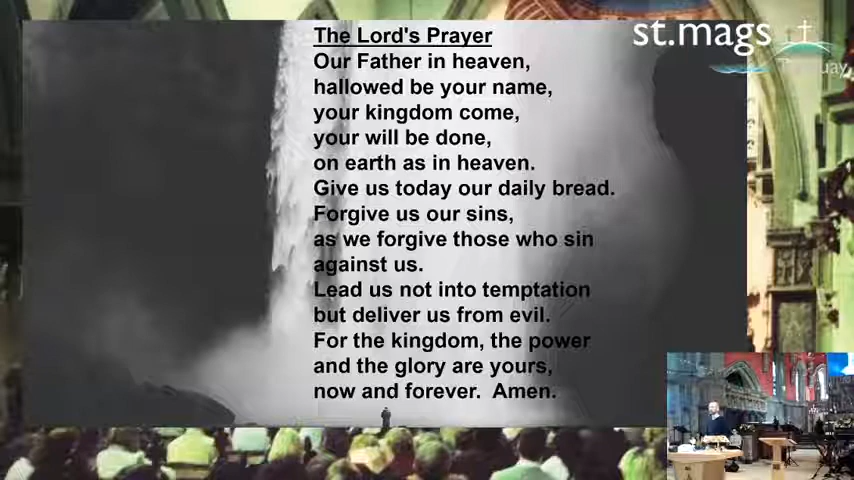 The Lord's Prayer
Our Father in heaven,
hallowed be your name,
your kingdom come,
your will be done,
on earth as in heaven.
Give us today our daily bread.
Forgive us our sins,
as we forgive those who sin
against us.
Lead us not into temptation
but deliver us from evil.
For the kingdom, the power
and the glory are yours,
now and forever.  Amen.
st.mags